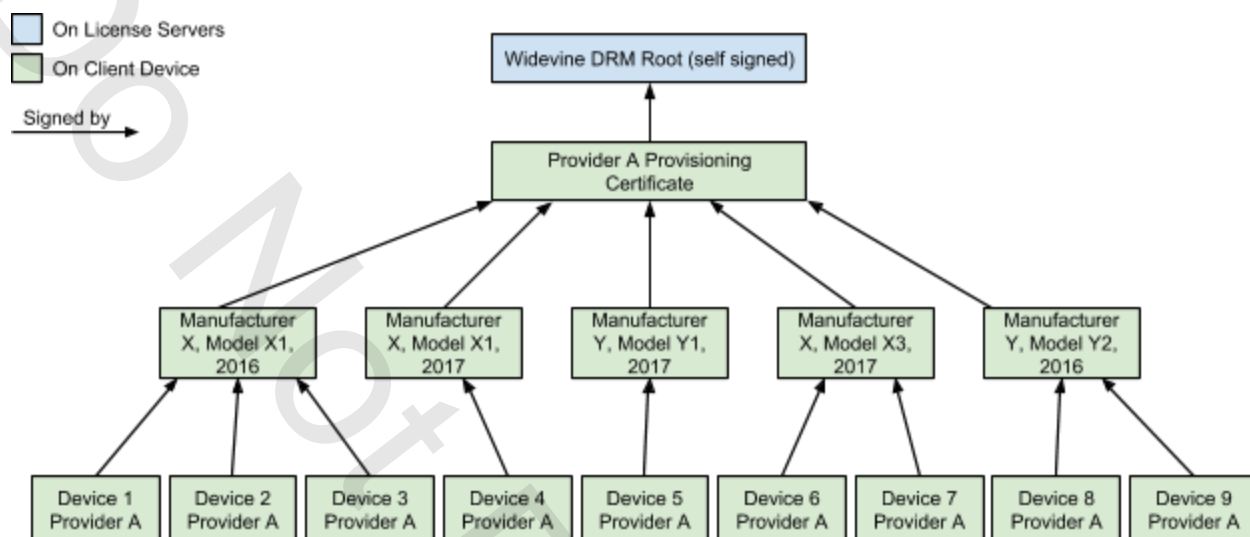 On License Servers
On Client Device
Signed by
Widevine DRM Root (self signed)
Provider A Provisioning
Certificate
Manufacturer
X, Model X1,
2016
Manufacturer
X, Model X1,
2017
Manufacturer
Y, Model Y1,
2017
Manufacturer
X, Model X3,
2017
Manufacturer
Y, Model Y2,
2016
Device 1
Provider A
Device 2
Provider A
Device 3
Provider A
Device 4
Provider A
Device 5
Provider A
Device 6
Provider A
Device 7
Provider A
Device 8
Provider A
Device 9
Provider A
Do Not